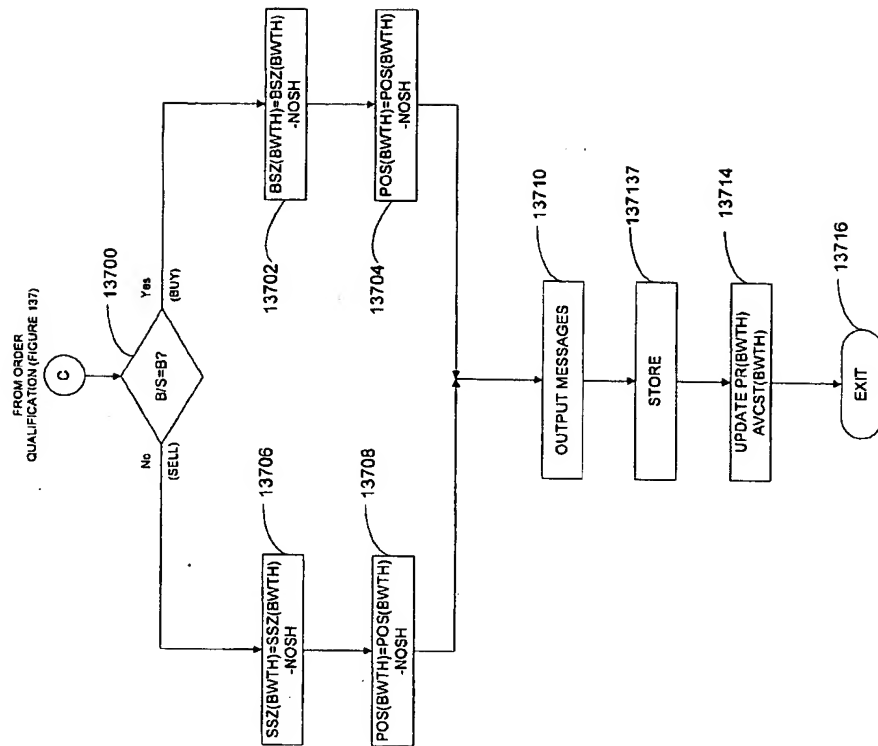 FROM ORDER
QUALIFICATION (FIGURE 137)
C
13700
B/S=B?
No
(SELL)
Yes
(BUY)
13706
SSZ(BWTH)=SSZ(BWTH)
-NOSH
13708
POS(BWTH)=POS(BWTH)
-NOSH
13702
BSZ(BWTH)=BSZ(BWTH)
-NOSH
13704
POS(BWTH)=POS(BWTH)
-NOSH
13710
OUTPUT MESSAGES
13717
STORE
13714
UPDATE PR(BWTH)
AVCST(BWTH)
13716
EXIT